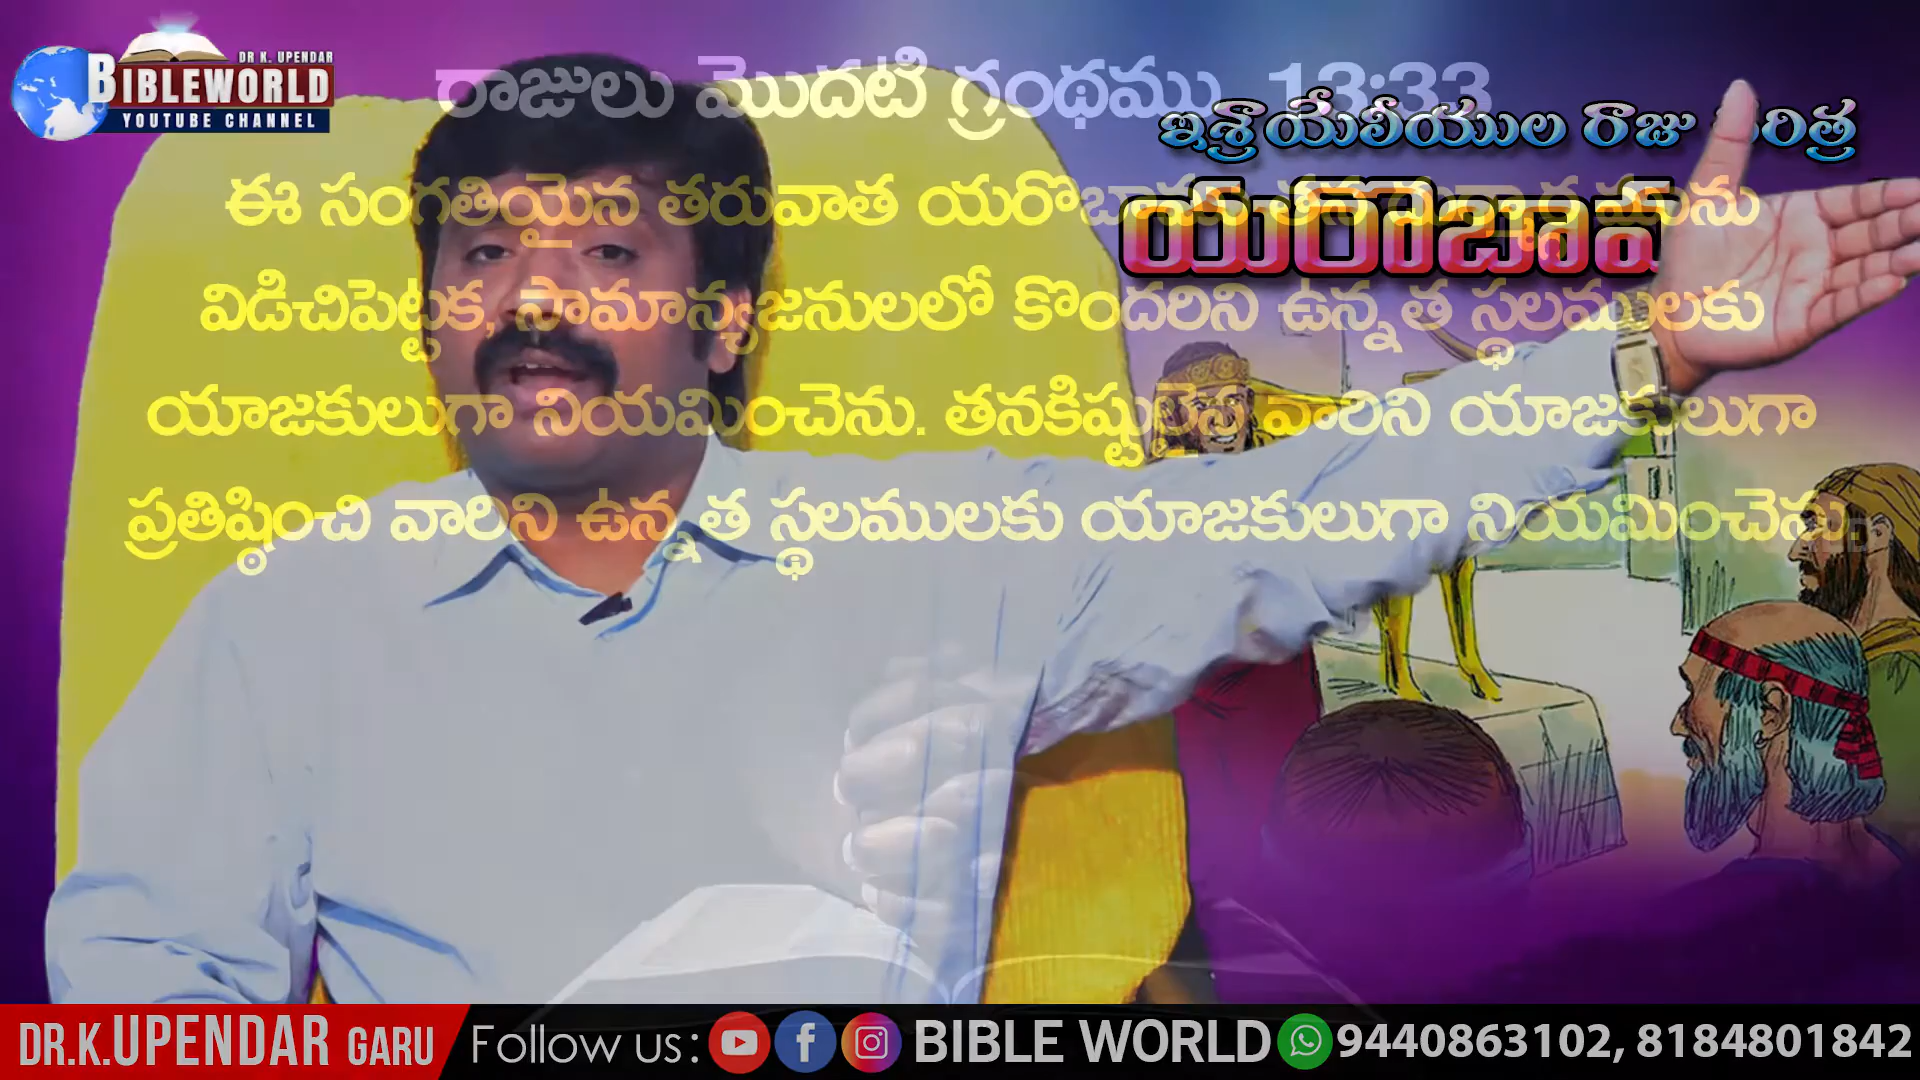 DR K. UPENDAR
BIBLEWORLD
YOUTUBE CHANNEL
రాజులు మొదటి గ్రంథము 13:33
ఇశ్రాయేలీయుల రాజు
ఈ సంగతియైన తరువాత యరొబాము తన దుర్మార్గమును
విడిచిపెట్టక, సామాన్యజనులలో కొందరిని ఉన్నత స్థలములకు
యాజకులుగా నియమించెను. తనకిష్టులైన వారిని యాజకులుగా
ప్రతిష్ఠించి వారిని ఉన్నత స్థలములకు యాజకులుగా నియమించెను.
DR.K.UPENDAR GARU
Follow us: BIBLE WORLD 9440863102, 8184801842